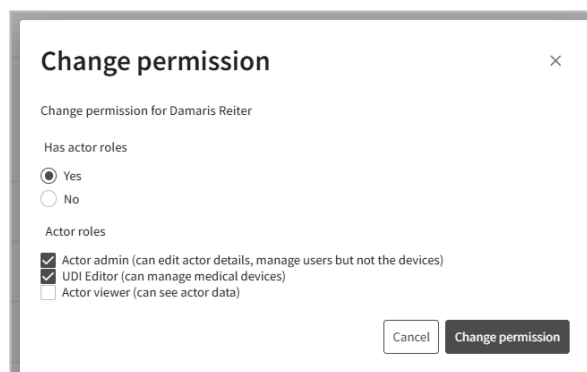 Change permission
Change permission for Damaris Reiter
Has actor roles
Yes
No
Actor roles
Actor admin (can edit actor details, manage users but not the devices)
UDI Editor (can manage medical devices)
Actor viewer (can see actor data)
Cancel Change permission